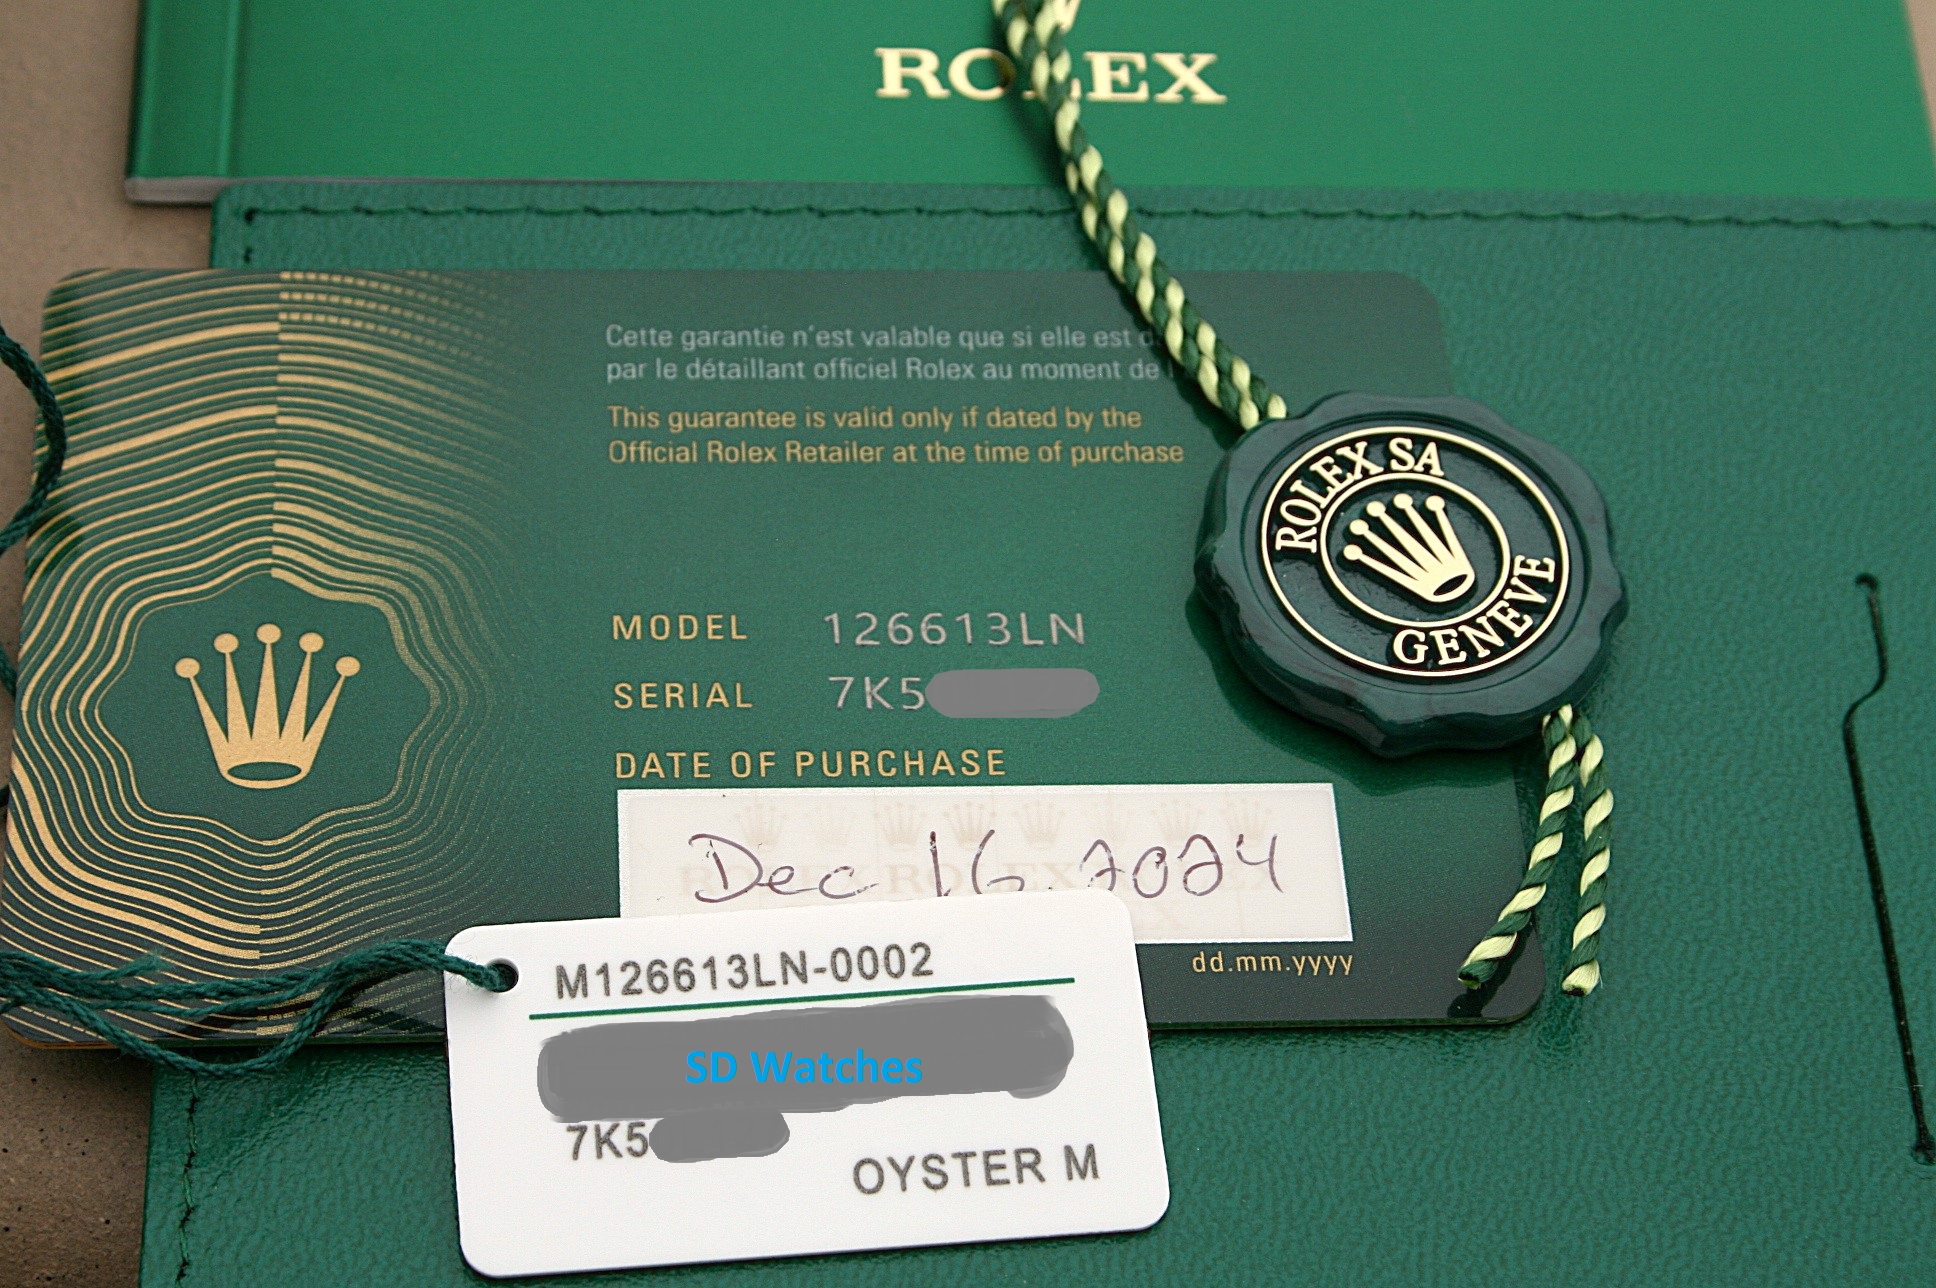 ROLEX
Cette garantie n'est valable que si elle est
par le détaillant officiel Rolex au moment de
This guarantee is valid only if dated by the
Official Rolex Retailer at the time of purchase
MODEL 126613LN
SERIAL 7K5
DATE OF PURCHASE
Dec 16 2024
dd.mm.yyyy
ROLEX SA
GENEVE
M126613LN-0002
SD Watches
7K5
OYSTER M